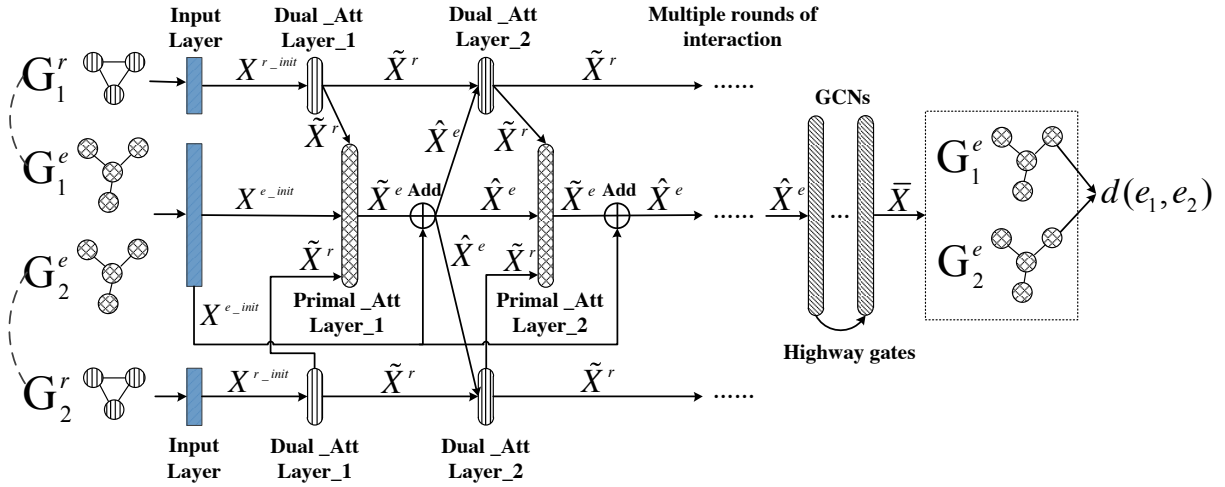 Input
Layer
Dual _Att
Layer_1
Dual _Att
Layer_2
Multiple rounds of
interaction
G₁ʳ
X^{r_init}
X̃ʳ
X̃ʳ
......
GCNs
X̃ʳ
X̂ᵉ
X̃ʳ
G₁ᵉ
X^{e_init}
X̃ᵉ
Add
X̂ᵉ
X̃ᵉ
Add
X̂ᵉ
......
X̂ᵉ
...
X̄
G₁ᵉ
d(e₁,e₂)
G₂ᵉ
G₂ᵉ
X̃ʳ
X̂ᵉ
X̃ʳ
X^{e_init}
Primal _Att
Layer_1
Primal _Att
Layer_2
Highway gates
G₂ʳ
X^{r_init}
X̃ʳ
X̃ʳ
......
Input
Layer
Dual _Att
Layer_1
Dual _Att
Layer_2